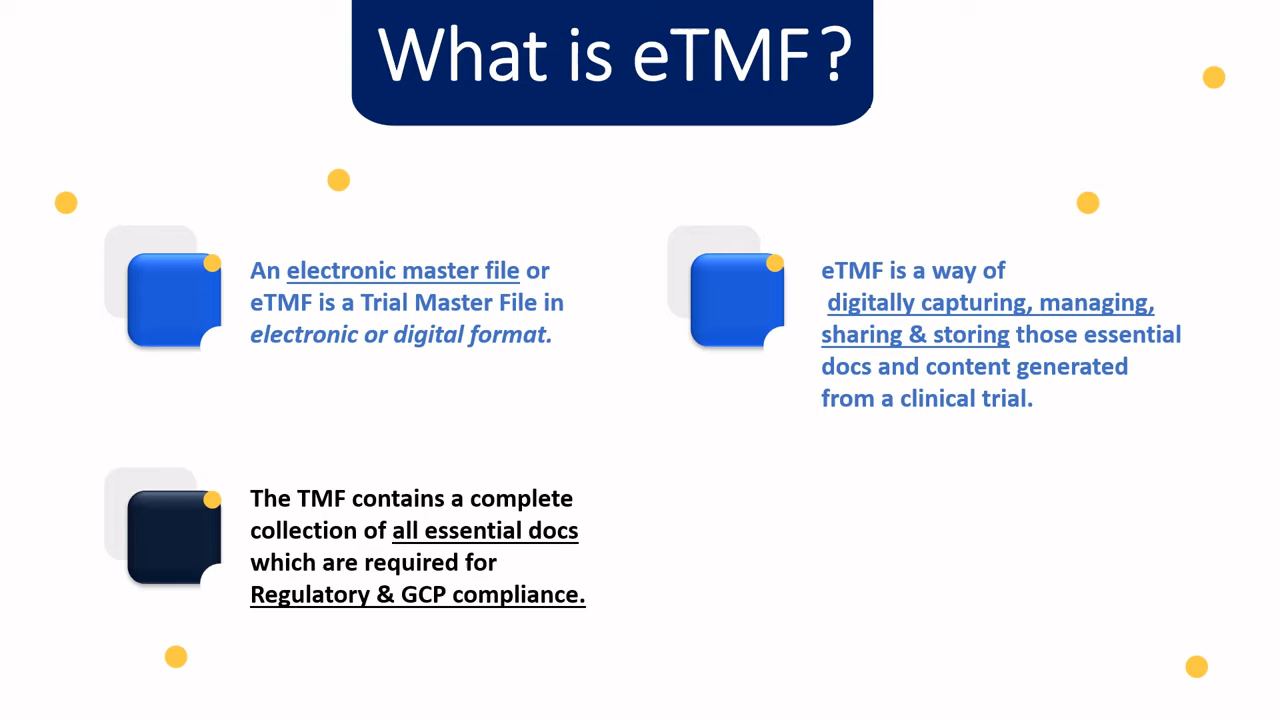 What is eTMF?
An electronic master file or
eTMF is a Trial Master File in
electronic or digital format.
eTMF is a way of
digitally capturing, managing,
sharing & storing those essential
docs and content generated
from a clinical trial.
The TMF contains a complete
collection of all essential docs
which are required for
Regulatory & GCP compliance.